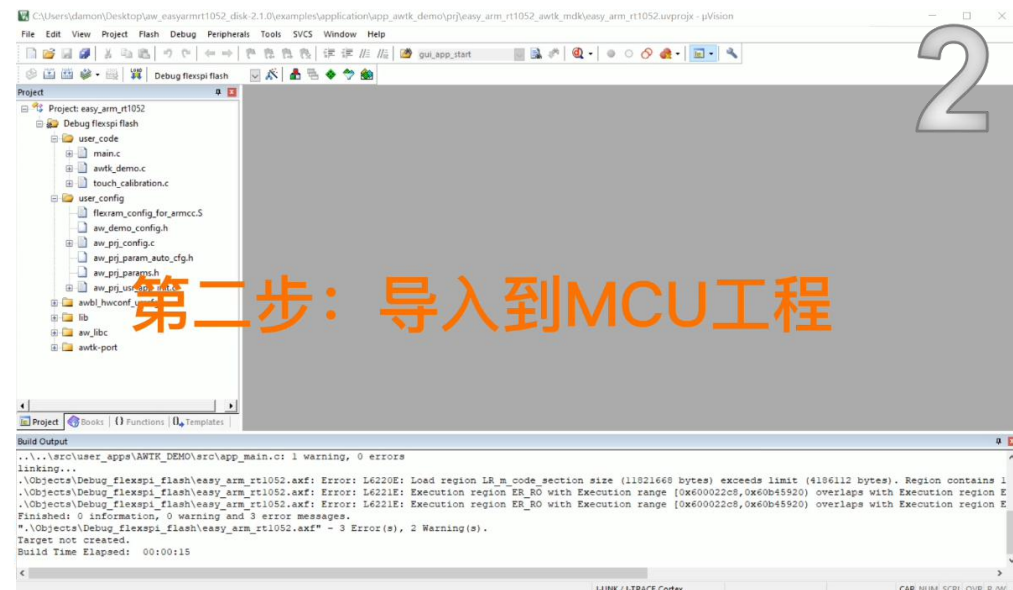 C:\Users\damon\Desktop\aw_easyarmrt1052_disk-2.1.0\examples\application\app_awtk_demo\prj\easy_arm_rt1052_awtk_mdk\easy_arm_rt1052.uvprojx - µVision
File Edit View Project Flash Debug Peripherals Tools SVCS Window Help
gui_app_start
Debug flexspi flash
2
Project
Project: easy_arm_rt1052
Debug flexspi flash
user_code
main.c
awtk_demo.c
touch_calibration.c
user_config
flexram_config_for_armcc.S
aw_demo_config.h
aw_prj_config.c
aw_prj_param_auto_cfg.h
aw_prj_params.h
第二步：导入到MCU工程
lib
aw_libc
awtk-port
Project Books Functions Templates
Build Output
..\..\src\user_apps\AWTK_DEMO\src\app_main.c: 1 warning, 0 errors
linking...
.\Objects\Debug_flexspi_flash\easy_arm_rt1052.axf: Error: L6220E: Load region LR_m_code_section size (11821668 bytes) exceeds limit (4186112 bytes). Region contains 1
.\Objects\Debug_flexspi_flash\easy_arm_rt1052.axf: Error: L6221E: Execution region ER_RO with Execution range [0x600022c8,0x60b45920) overlaps with Execution region E
.\Objects\Debug_flexspi_flash\easy_arm_rt1052.axf: Error: L6221E: Execution region ER_RO with Execution range [0x600022c8,0x60b45920) overlaps with Execution region E
Finished: 0 information, 0 warning and 3 error messages.
".\Objects\Debug_flexspi_flash\easy_arm_rt1052.axf" - 3 Error(s), 2 Warning(s).
Target not created.
Build Time Elapsed: 00:00:15
J-LINK / J-TRACE Cortex
CAP NUM SCRL OVR R/W